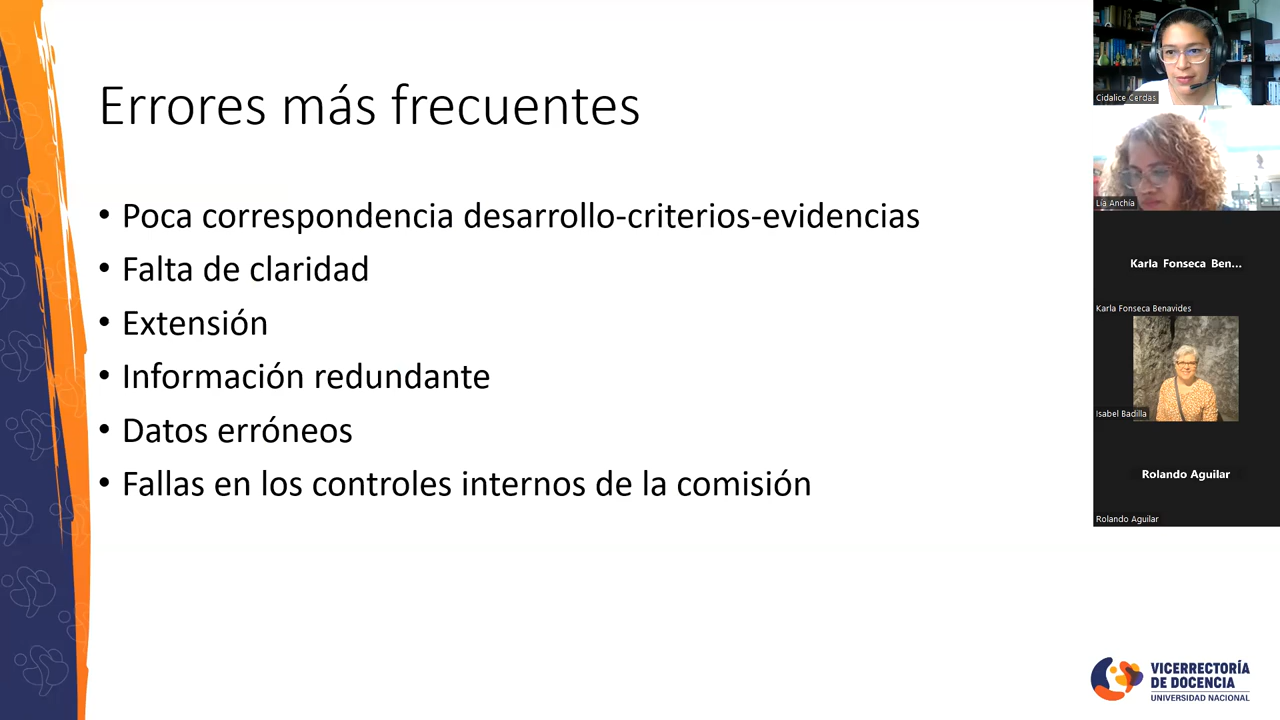 Errores más frecuentes
• Poca correspondencia desarrollo-criterios-evidencias
• Falta de claridad
• Extensión
• Información redundante
• Datos erróneos
• Fallas en los controles internos de la comisión
Cidalice Cerdas
Lia Anchía
Karla Fonseca Ben...
Karla Fonseca Benavides
Isabel Badilla
Rolando Aguilar
Rolando Aguilar
VICERRECTORÍA
DE DOCENCIA
UNIVERSIDAD NACIONAL